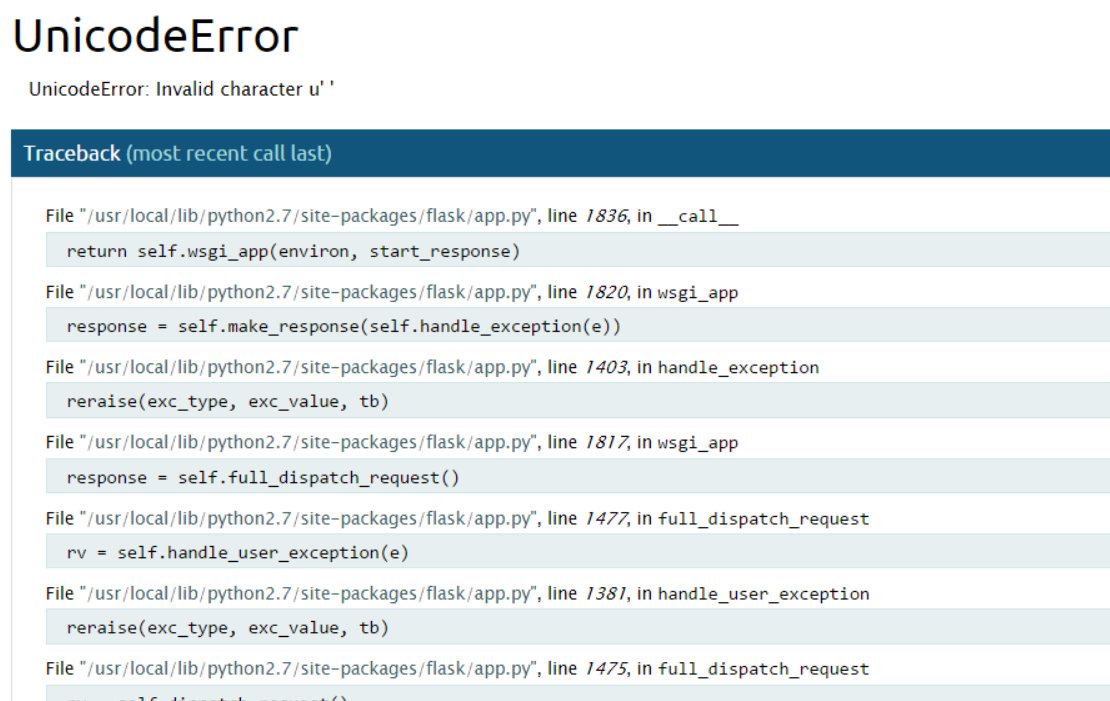 UnicodeError
UnicodeError: Invalid character u' '
Traceback (most recent call last)
File "/usr/local/lib/python2.7/site-packages/flask/app.py", line 1836, in __call__
return self.wsgi_app(environ, start_response)
File "/usr/local/lib/python2.7/site-packages/flask/app.py", line 1820, in wsgi_app
response = self.make_response(self.handle_exception(e))
File "/usr/local/lib/python2.7/site-packages/flask/app.py", line 1403, in handle_exception
reraise(exc_type, exc_value, tb)
File "/usr/local/lib/python2.7/site-packages/flask/app.py", line 1817, in wsgi_app
response = self.full_dispatch_request()
File "/usr/local/lib/python2.7/site-packages/flask/app.py", line 1477, in full_dispatch_request
rv = self.handle_user_exception(e)
File "/usr/local/lib/python2.7/site-packages/flask/app.py", line 1381, in handle_user_exception
reraise(exc_type, exc_value, tb)
File "/usr/local/lib/python2.7/site-packages/flask/app.py", line 1475, in full_dispatch_request